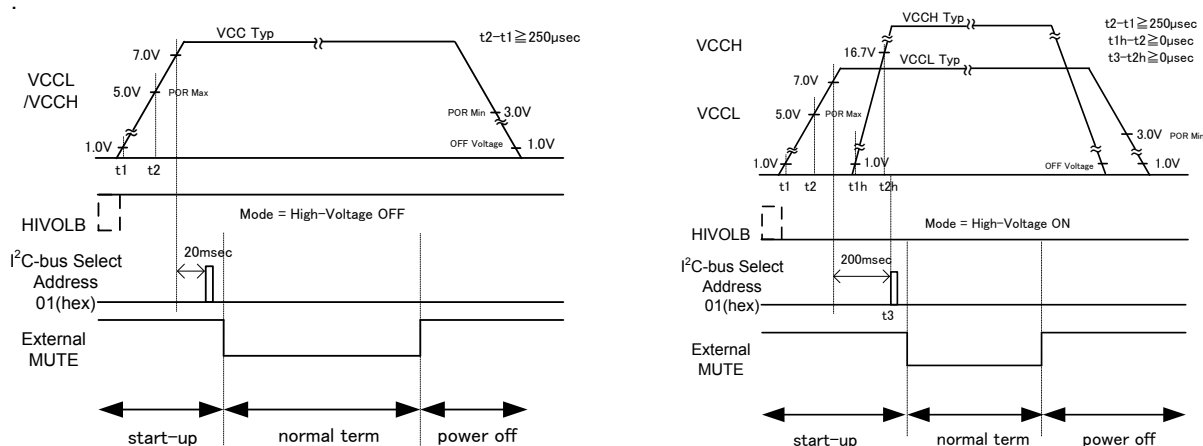 .
VCC Typ
t2-t1≧250μsec
7.0V
VCCL
/VCCH
5.0V
POR Max
POR Min
3.0V
OFF Voltage
1.0V
1.0V
t1
t2
HIVOLB
Mode = High-Voltage OFF
20msec
I²C-bus Select
Address
01(hex)
External
MUTE
start-up
normal term
power off
VCCH Typ
t2-t1≧250μsec
t1h-t2≧0μsec
t3-t2h≧0μsec
VCCH
16.7V
VCCL Typ
7.0V
VCCL
5.0V
POR Max
3.0V
POR Min
1.0V
1.0V
OFF Voltage
1.0V
t1
t2
t1h
t2h
HIVOLB
Mode = High-Voltage ON
200msec
I²C-bus Select
Address
01(hex)
t3
External
MUTE
start-up
normal term
power off